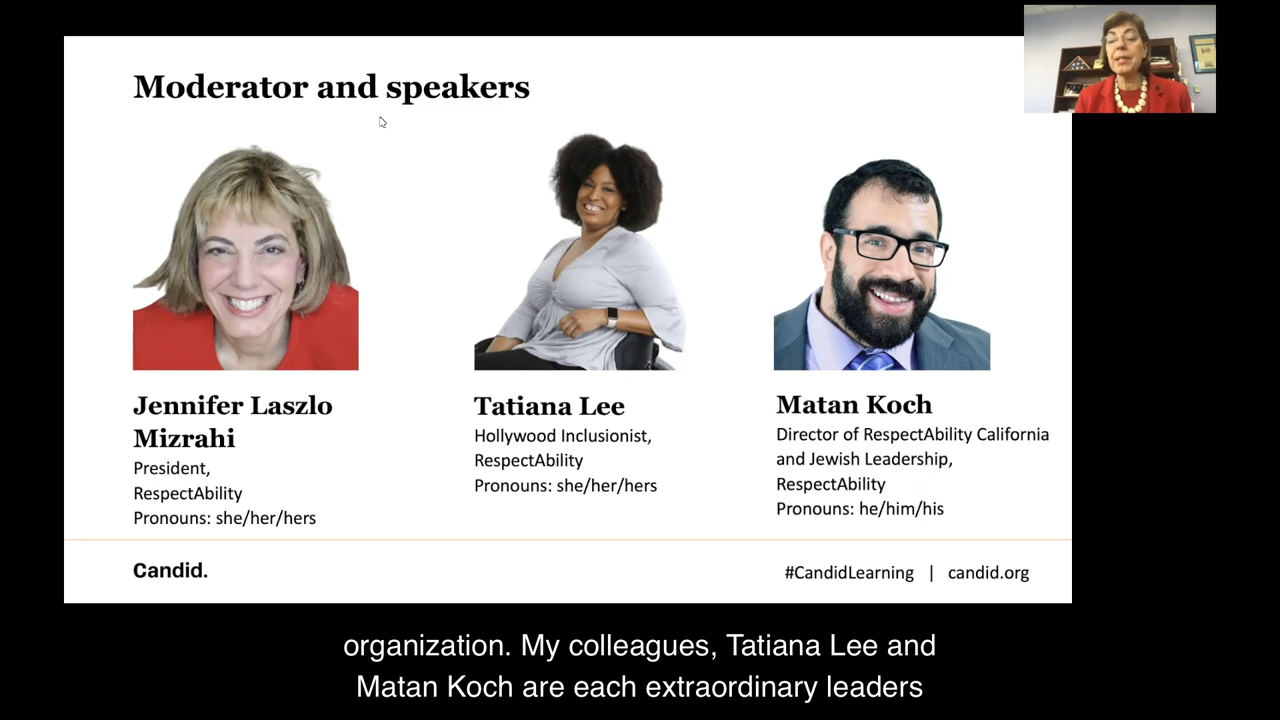 Moderator and speakers
Jennifer Laszlo
Mizrahi
President,
RespectAbility
Pronouns: she/her/hers
Tatiana Lee
Hollywood Inclusionist,
RespectAbility
Pronouns: she/her/hers
Matan Koch
Director of RespectAbility California
and Jewish Leadership,
RespectAbility
Pronouns: he/him/his
Candid.
#CandidLearning | candid.org
organization. My colleagues, Tatiana Lee and
Matan Koch are each extraordinary leaders